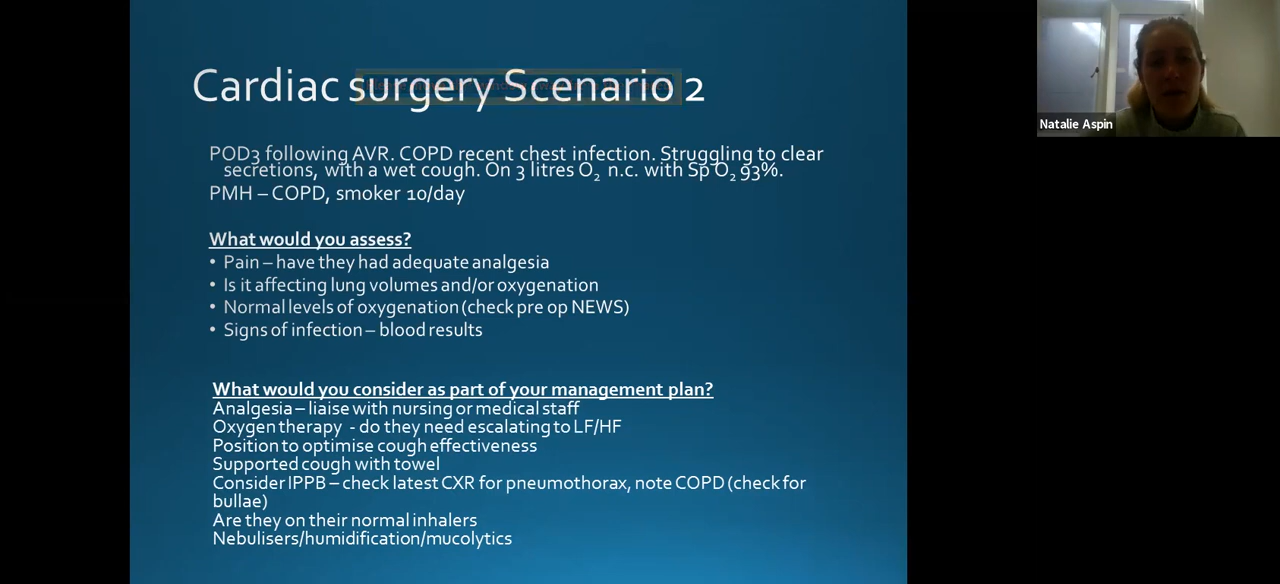 Cardiac surgery Scenario 2
Natalie Aspin
POD3 following AVR. COPD recent chest infection. Struggling to clear
secretions, with a wet cough. On 3 litres O₂ n.c. with Sp O₂ 93%.
PMH – COPD, smoker 10/day
What would you assess?
• Pain – have they had adequate analgesia
• Is it affecting lung volumes and/or oxygenation
• Normal levels of oxygenation (check pre op NEWS)
• Signs of infection – blood results
What would you consider as part of your management plan?
Analgesia – liaise with nursing or medical staff
Oxygen therapy - do they need escalating to LF/HF
Position to optimise cough effectiveness
Supported cough with towel
Consider IPPB – check latest CXR for pneumothorax, note COPD (check for
bullae)
Are they on their normal inhalers
Nebulisers/humidification/mucolytics